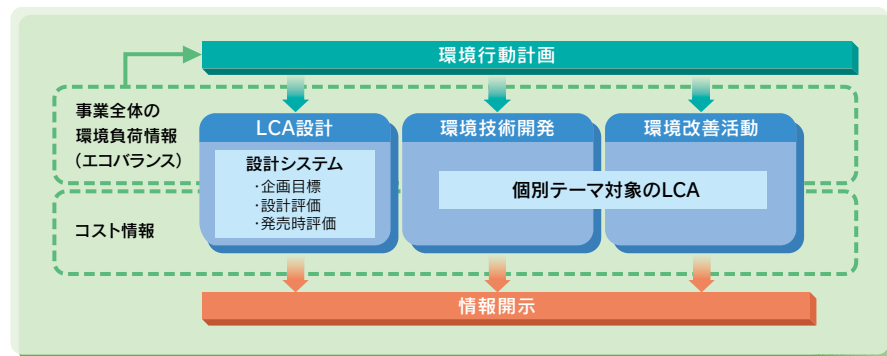 環境行動計画
事業全体の
環境負荷情報
（エコバランス）
コスト情報
LCA設計
設計システム
・企画目標
・設計評価
・発売時評価
環境技術開発
環境改善活動
個別テーマ対象のLCA
情報開示